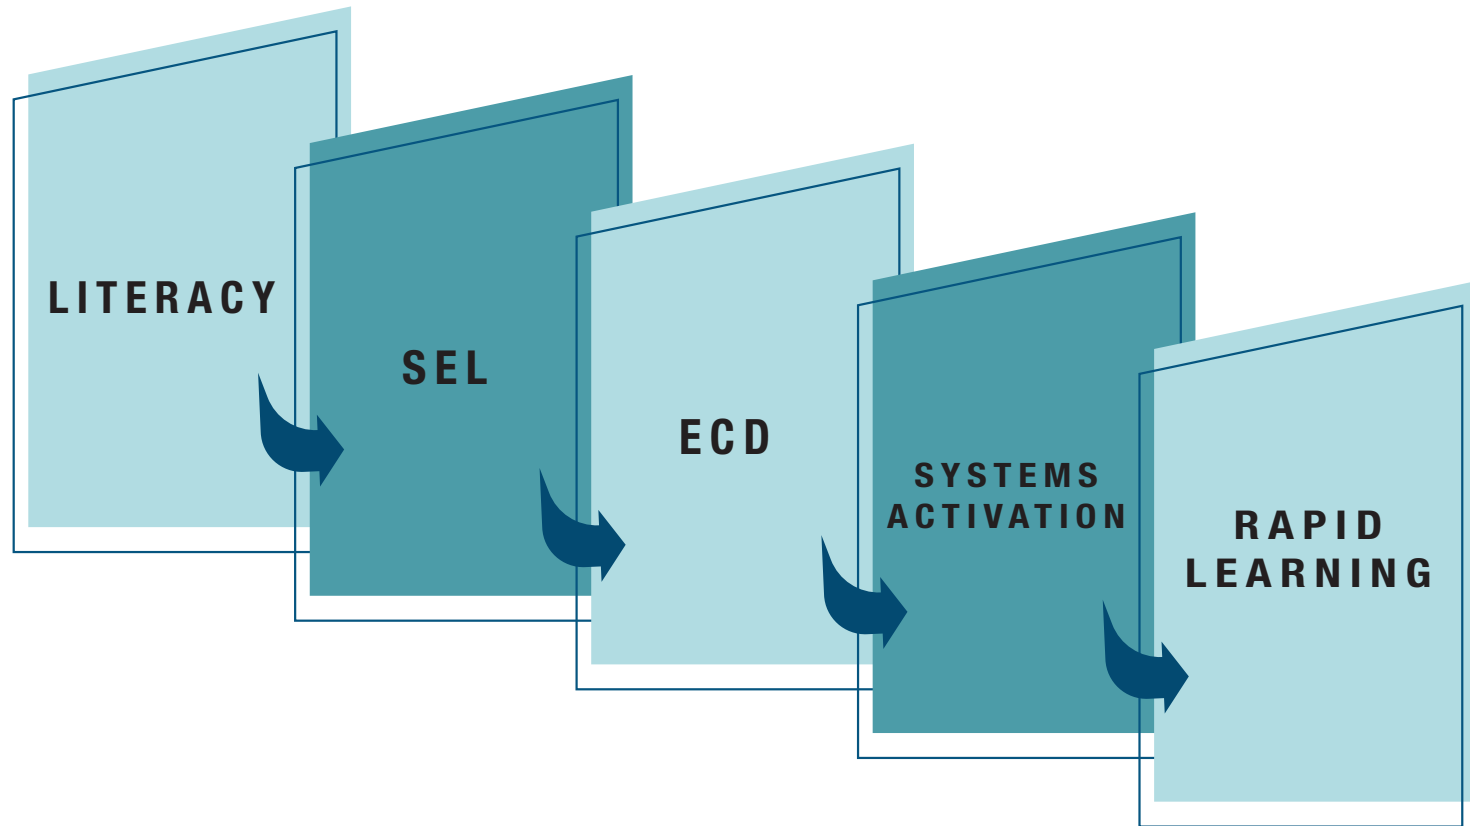 LITERACY
SEL
ECD
SYSTEMS
ACTIVATION
RAPID
LEARNING